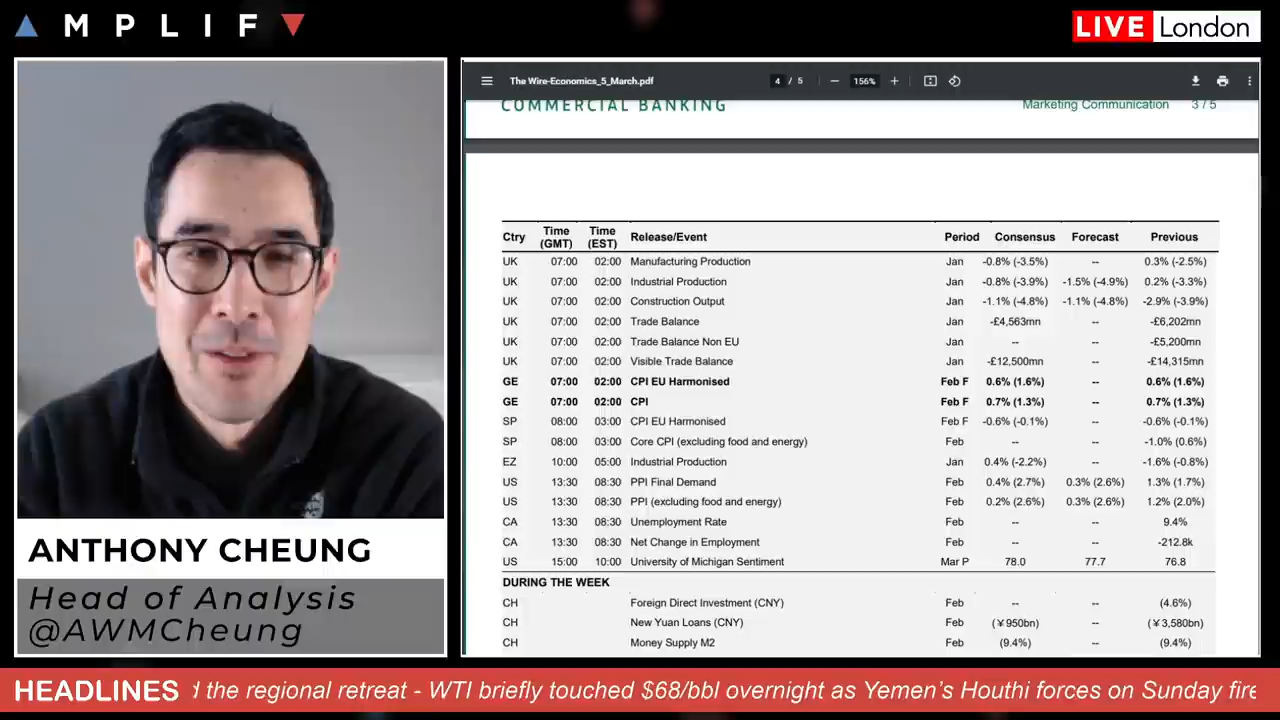 AMPLIFY
LIVE London
The Wire-Economics_5_March.pdf 4 / 5 156%
COMMERCIAL BANKING Marketing Communication 3 / 5
Ctry Time (GMT) Time (EST) Release/Event Period Consensus Forecast Previous
UK 07:00 02:00 Manufacturing Production Jan -0.8% (-3.5%) -- 0.3% (-2.5%)
UK 07:00 02:00 Industrial Production Jan -0.8% (-3.9%) -1.5% (-4.9%) 0.2% (-3.3%)
UK 07:00 02:00 Construction Output Jan -1.1% (-4.8%) -1.1% (-4.8%) -2.9% (-3.9%)
UK 07:00 02:00 Trade Balance Jan -£4,563mn -- -£6,202mn
UK 07:00 02:00 Trade Balance Non EU Jan -- -- -£5,200mn
UK 07:00 02:00 Visible Trade Balance Jan -£12,500mn -- -£14,315mn
GE 07:00 02:00 CPI EU Harmonised Feb F 0.6% (1.6%) -- 0.6% (1.6%)
GE 07:00 02:00 CPI Feb F 0.7% (1.3%) -- 0.7% (1.3%)
SP 08:00 03:00 CPI EU Harmonised Feb F -0.6% (-0.1%) -- -0.6% (-0.1%)
SP 08:00 03:00 Core CPI (excluding food and energy) Feb -- -- -1.0% (0.6%)
EZ 10:00 05:00 Industrial Production Jan 0.4% (-2.2%) -- -1.6% (-0.8%)
US 13:30 08:30 PPI Final Demand Feb 0.4% (2.7%) 0.3% (2.6%) 1.3% (1.7%)
US 13:30 08:30 PPI (excluding food and energy) Feb 0.2% (2.6%) 0.3% (2.6%) 1.2% (2.0%)
CA 13:30 08:30 Unemployment Rate Feb -- -- 9.4%
CA 13:30 08:30 Net Change in Employment Feb -- -- -212.8k
US 15:00 10:00 University of Michigan Sentiment Mar P 78.0 77.7 76.8
DURING THE WEEK
CH Foreign Direct Investment (CNY) Feb -- -- (4.6%)
CH New Yuan Loans (CNY) Feb (¥950bn) -- (¥3,580bn)
CH Money Supply M2 Feb (9.4%) -- (9.4%)
ANTHONY CHEUNG
Head of Analysis
@AWMCheung
HEADLINES d the regional retreat - WTI briefly touched $68/bbl overnight as Yemen's Houthi forces on Sunday fire